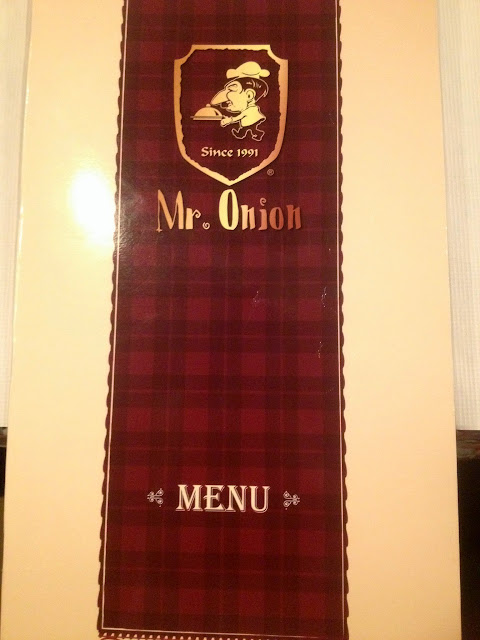 Since 1991
®
Mr. Onion
MENU